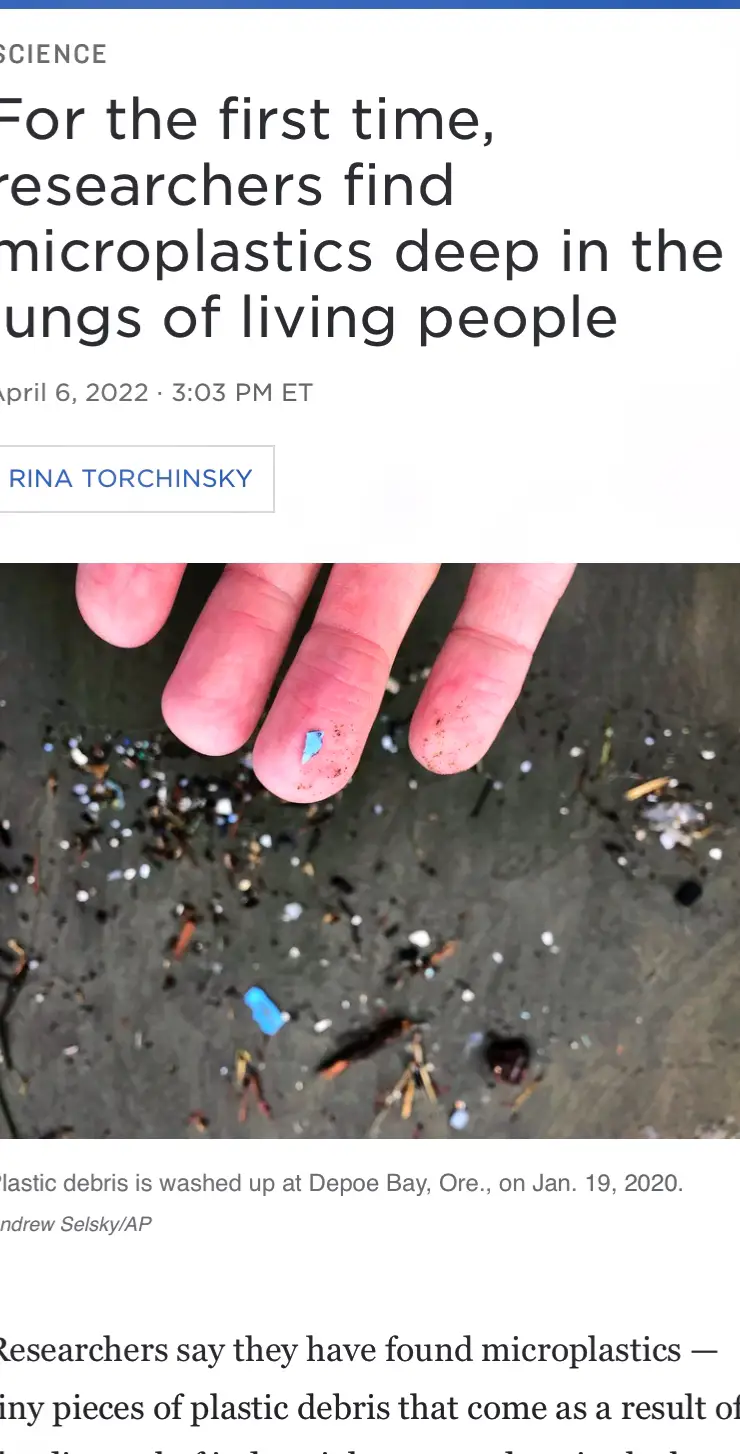 SCIENCE
For the first time,
researchers find
microplastics deep in the
ungs of living people
April 6, 2022 · 3:03 PM ET
RINA TORCHINSKY
Plastic debris is washed up at Depoe Bay, Ore., on Jan. 19, 2020.
ndrew Selsky/AP
Researchers say they have found microplastics —
iny pieces of plastic debris that come as a result of